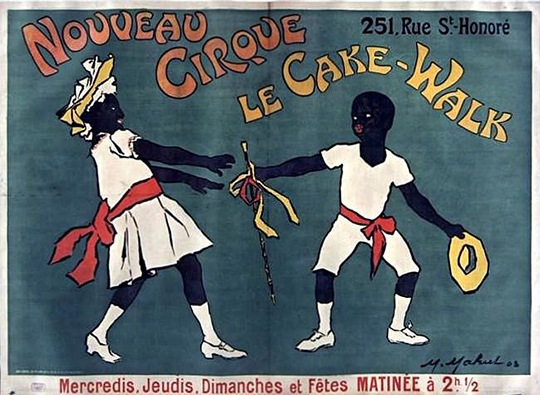 NOUVEAU
CIRQUE
251, Rue St.-Honoré
LE CAKE-WALK
M. Mahut 03
Mercredis, Jeudis, Dimanches et Fêtes MATINÉE à 2h. 1/2